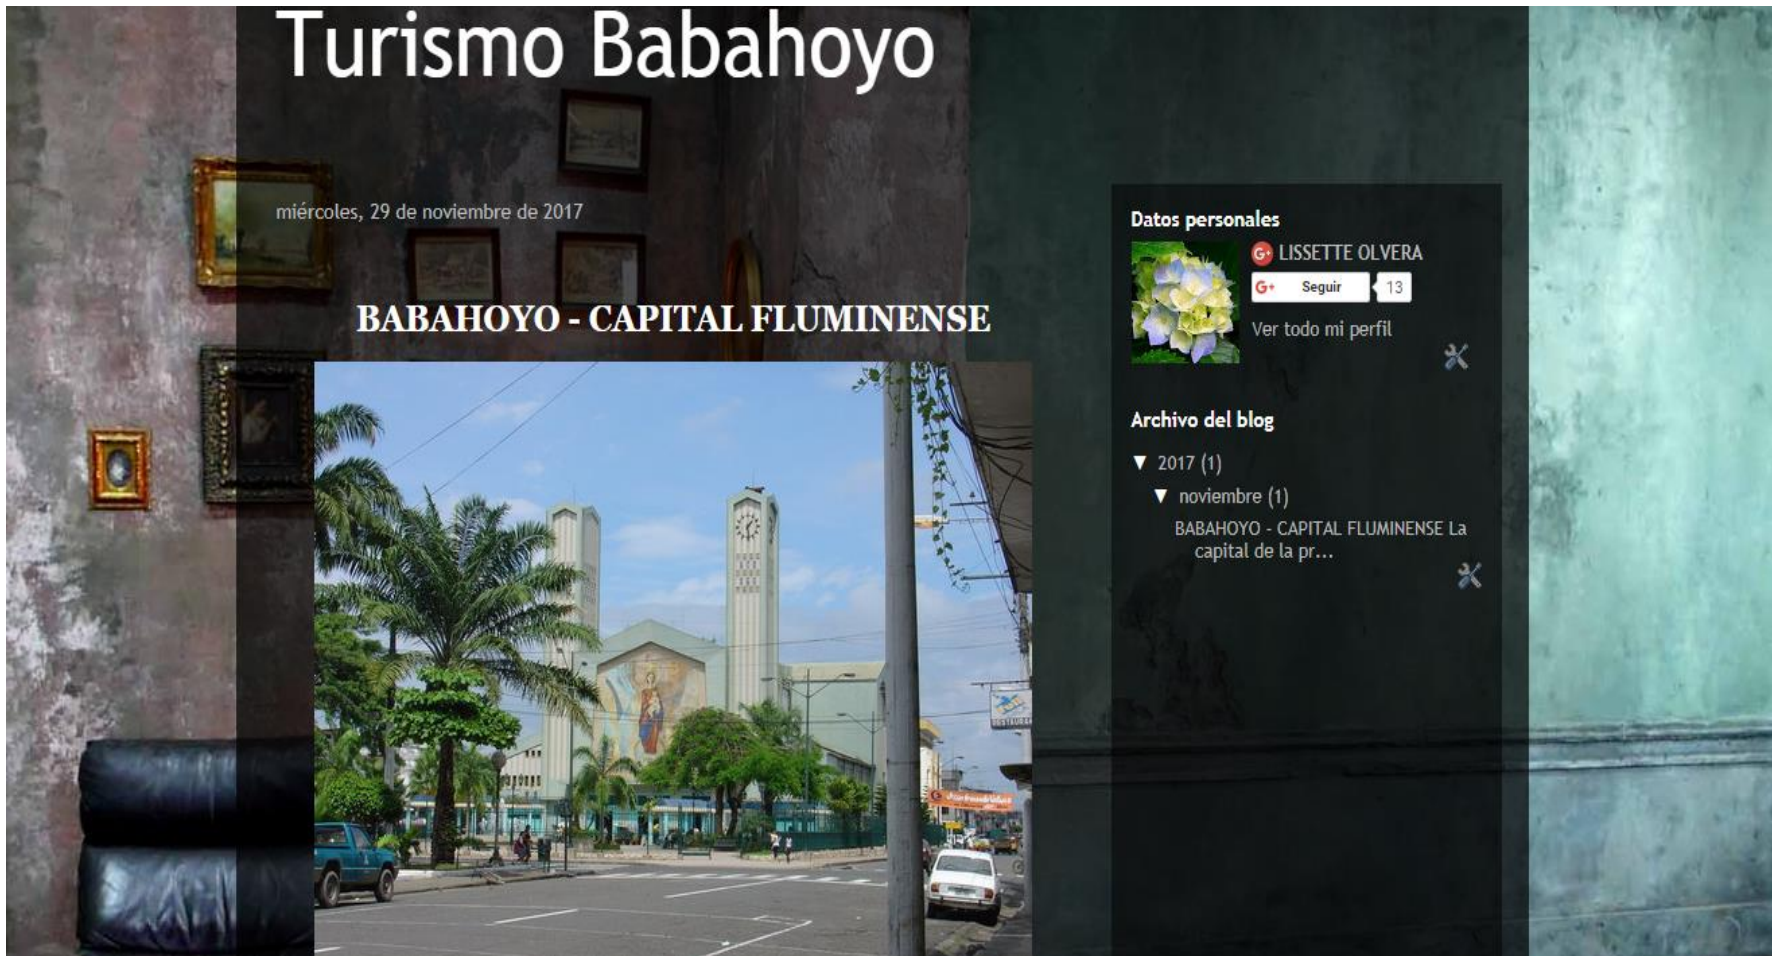 Turismo Babahoyo
miércoles, 29 de noviembre de 2017
BABAHOYO - CAPITAL FLUMINENSE
Datos personales
G+ LISSETTE OLVERA
G+ Seguir 13
Ver todo mi perfil
Archivo del blog
▼ 2017 (1)
▼ noviembre (1)
BABAHOYO - CAPITAL FLUMINENSE La
capital de la pr...